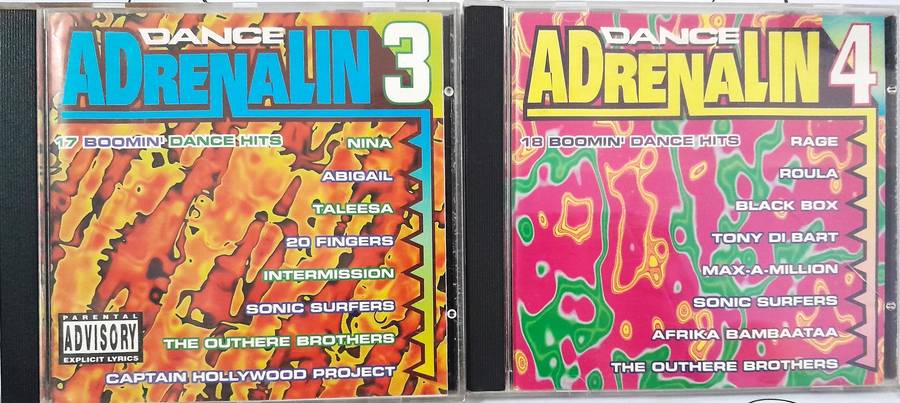 DANCE
ADRENALIN 3
17 BOOMIN' DANCE HITS
NINA
ABIGAIL
TALEESA
20 FINGERS
INTERMISSION
SONIC SURFERS
THE OUTHERE BROTHERS
CAPTAIN HOLLYWOOD PROJECT
PARENTAL
ADVISORY
EXPLICIT LYRICS
DANCE
ADRENALIN 4
18 BOOMIN' DANCE HITS
RAGE
ROULA
BLACK BOX
TONY DI BART
MAX-A-MILLION
SONIC SURFERS
AFRIKA BAMBAATAA
THE OUTHERE BROTHERS